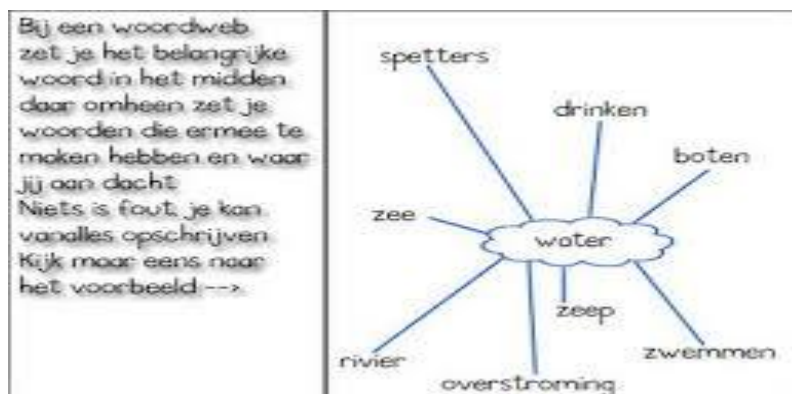 Bij een woordweb
zet je het belangrijke
woord in het midden
daar omheen zet je
woorden die ermee te
maken hebben en waar
jij aan dacht
Niets is fout, je kan
vanalles opschrijven
Kijk maar eens naar
het voorbeeld -->
spetters
drinken
boten
zee
water
zeep
zwemmen
rivier
overstroming